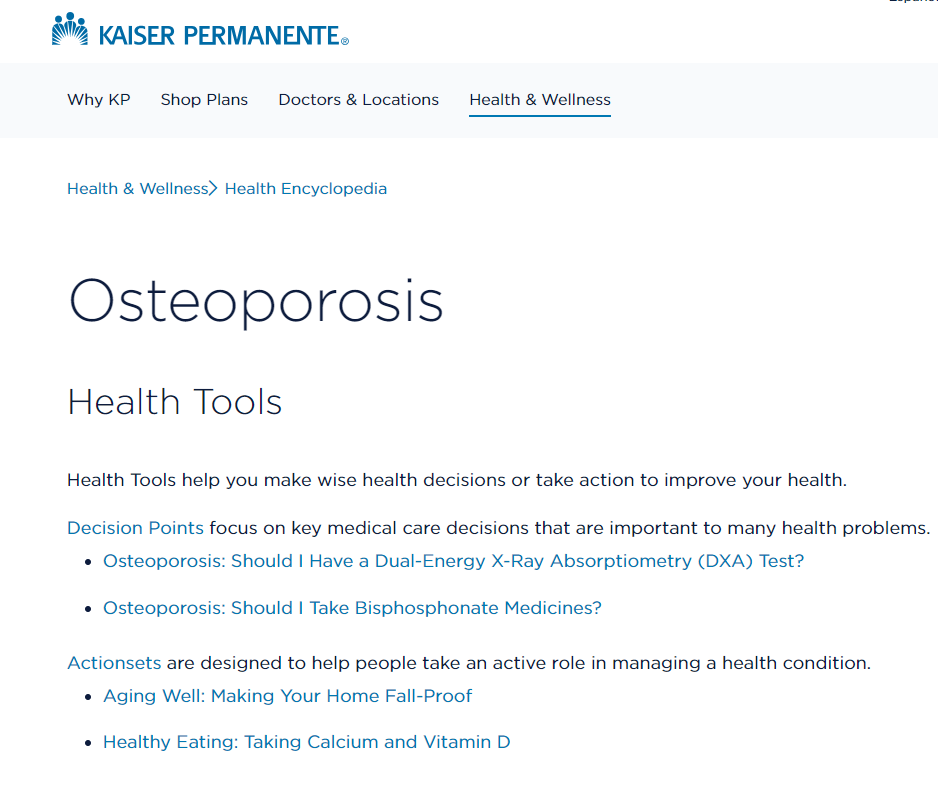 KAISER PERMANENTE®
Why KP Shop Plans Doctors & Locations Health & Wellness
Health & Wellness Health Encyclopedia
Osteoporosis
Health Tools
Health Tools help you make wise health decisions or take action to improve your health.
Decision Points focus on key medical care decisions that are important to many health problems.
• Osteoporosis: Should I Have a Dual-Energy X-Ray Absorptiometry (DXA) Test?
• Osteoporosis: Should I Take Bisphosphonate Medicines?
Actionsets are designed to help people take an active role in managing a health condition.
• Aging Well: Making Your Home Fall-Proof
• Healthy Eating: Taking Calcium and Vitamin D